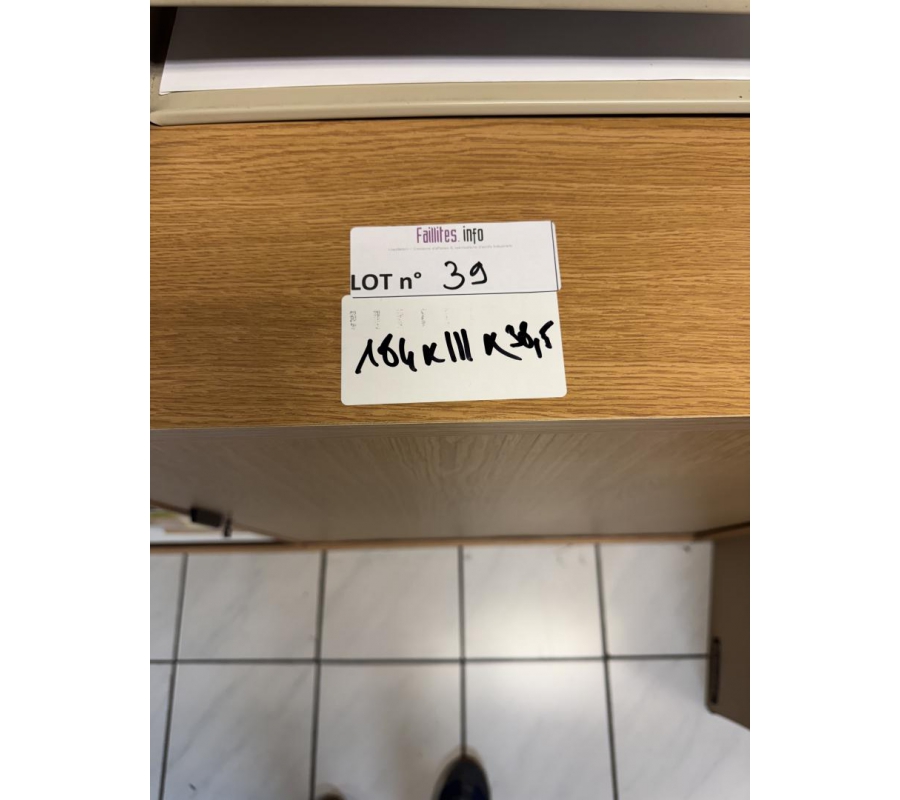 Faillites.info
LOT n° 39
184 x 111 x 38,5